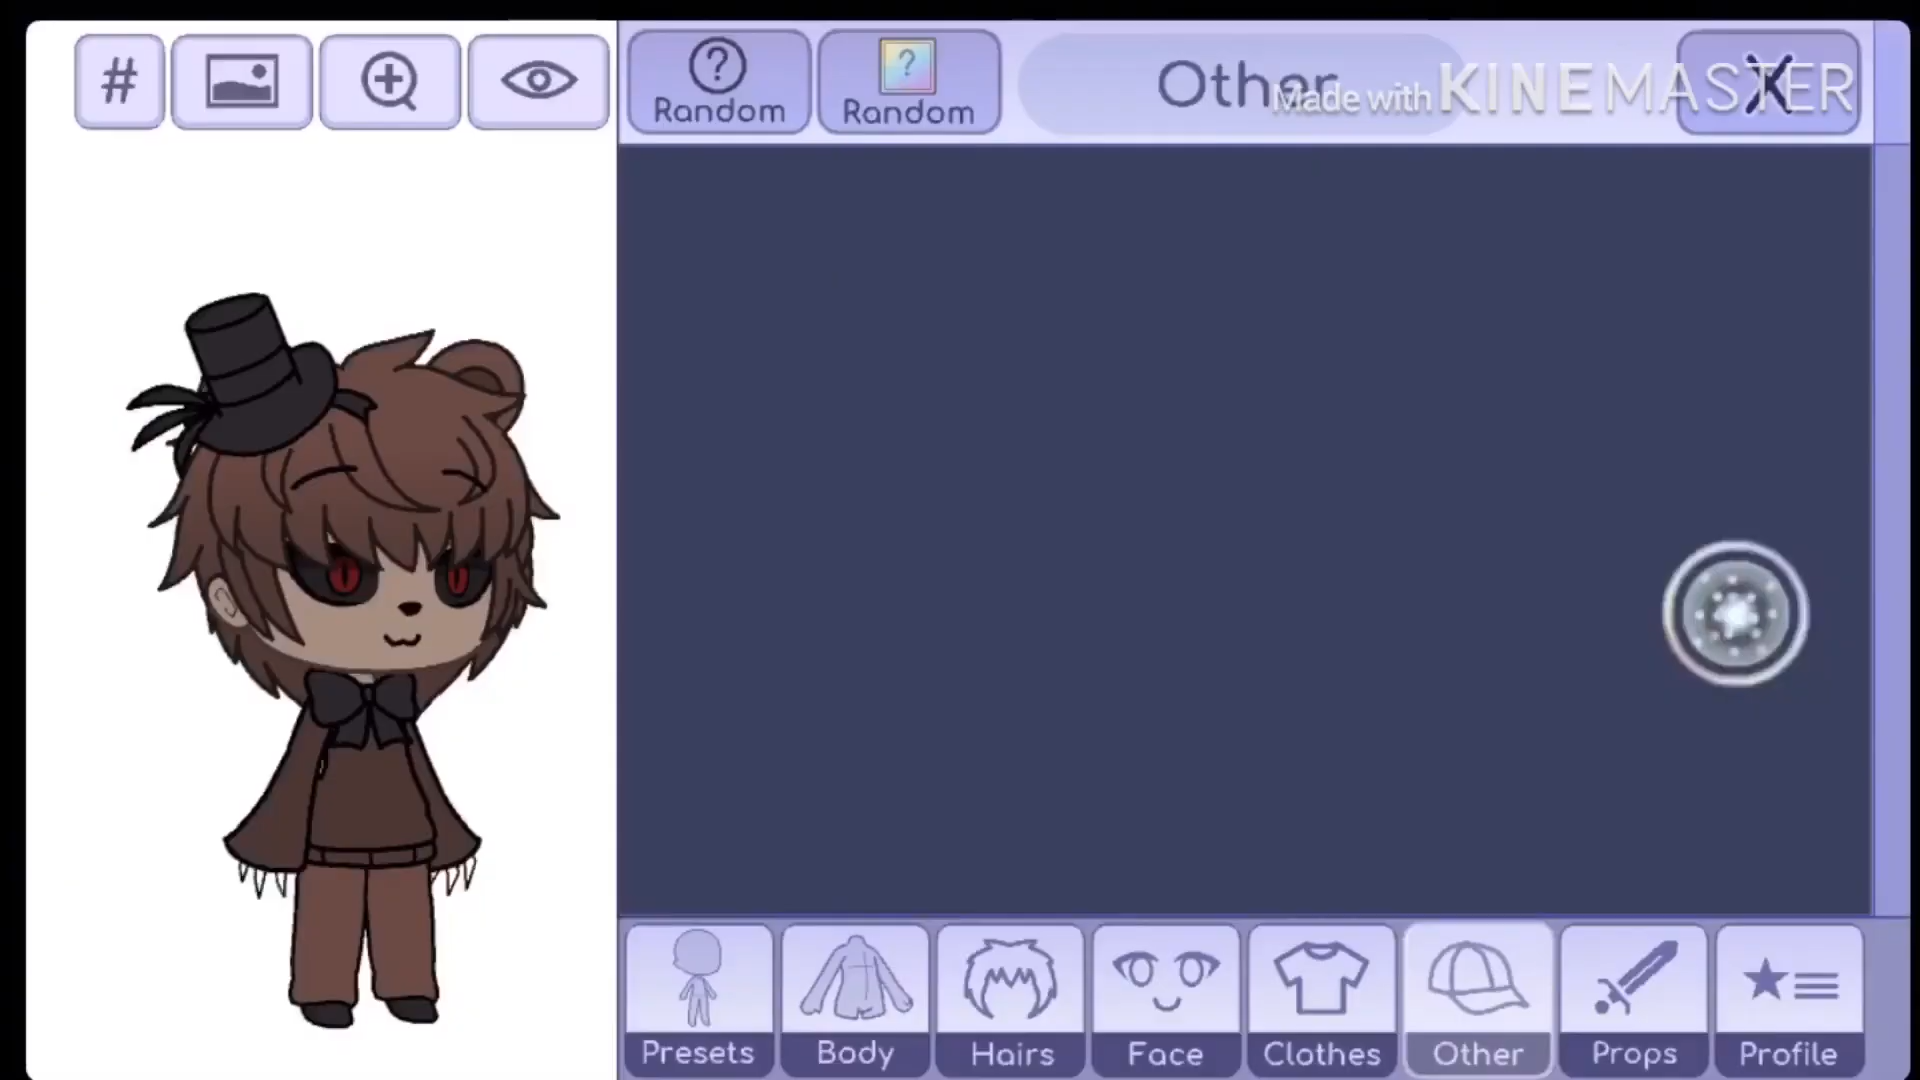 #
?
Random
?
Random
Other
X
Made with KINEMASTER
Presets
Body
Hairs
Face
Clothes
Other
Props
Profile